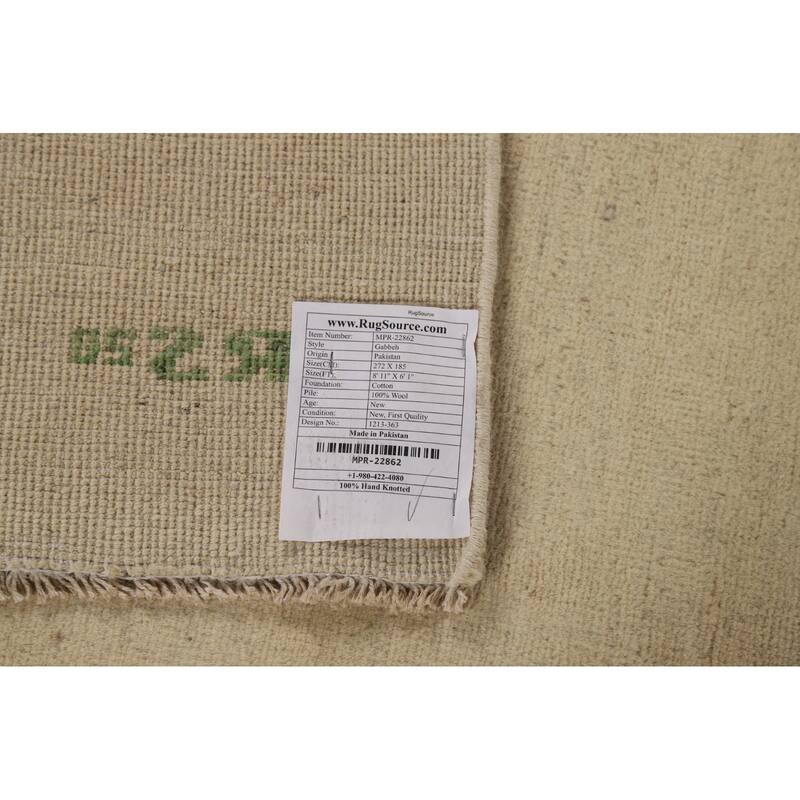 RugSource
www.RugSource.com
Item Number: MPR-22862
Style Gabbeh
Origin Pakistan
Size(CM): 272 X 185
Size(FT): 8' 11" X 6' 1"
Foundation: Cotton
Pile: 100% Wool
Age: New
Condition: New, First Quality
Design No.: 1213-363
Made in Pakistan
MPR-22862
+1-980-422-4080
100% Hand Knotted